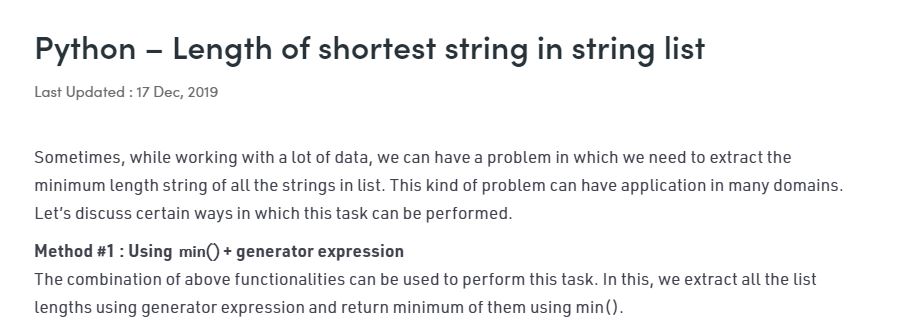 Python – Length of shortest string in string list
Last Updated : 17 Dec, 2019
Sometimes, while working with a lot of data, we can have a problem in which we need to extract the
minimum length string of all the strings in list. This kind of problem can have application in many domains.
Let’s discuss certain ways in which this task can be performed.
Method #1 : Using min() + generator expression
The combination of above functionalities can be used to perform this task. In this, we extract all the list
lengths using generator expression and return minimum of them using min().